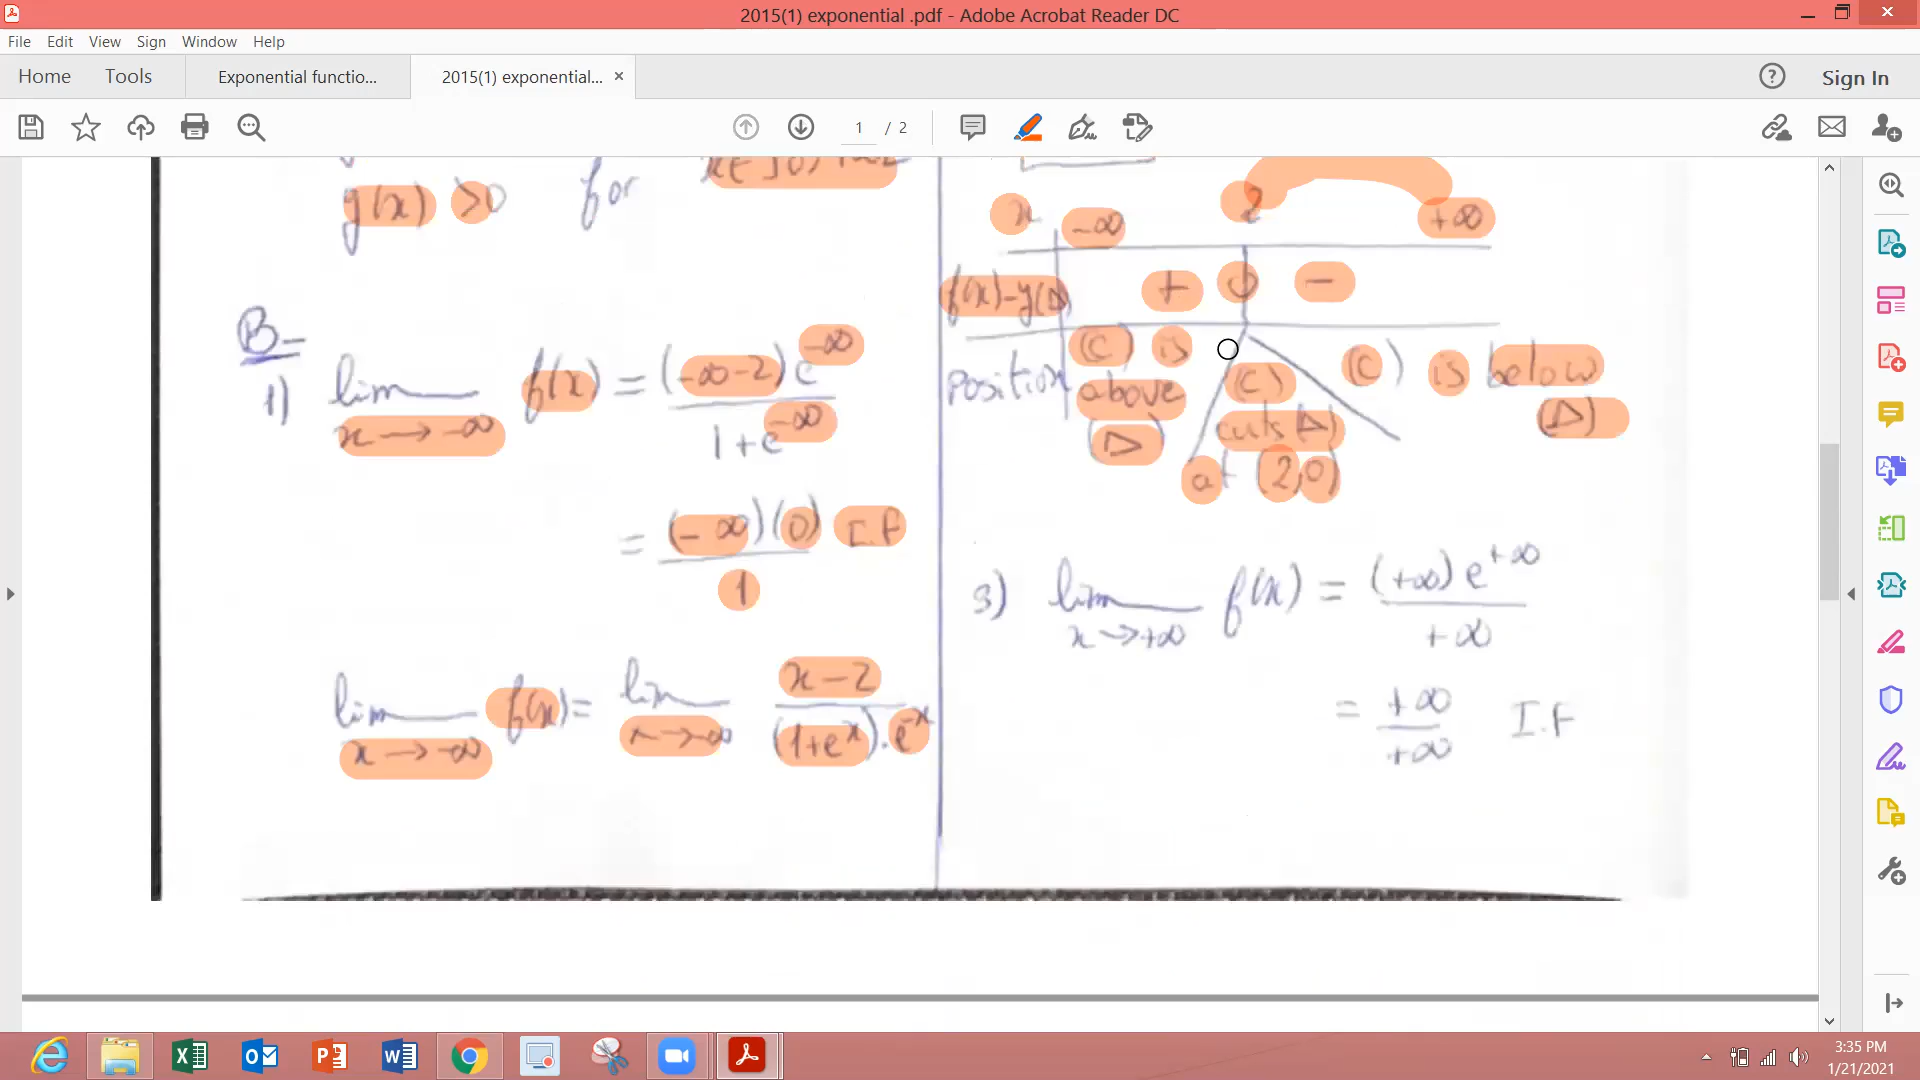 2015(1) exponential .pdf - Adobe Acrobat Reader DC
File Edit View Sign Window Help
Home Tools Exponential functio... 2015(1) exponential... × Sign In
1 / 2
g(x) >0 for
B-
1) lim f(x) = (-∞-2) e^-∞
x → -∞ 1+e^-∞
= (-∞)(0) I.F
1
lim f(x) = lim x-2
x → -∞ x → -∞ (1+e^x).e^-x
x -∞ 2 +∞
f(x)-y(Δ) + 0 -
Position (C) is above (Δ) (C) cuts (Δ) at (2,0) (C) is below (Δ)
3) lim f(x) = (+∞) e^+∞
x → +∞ +∞
= +∞ I.F
+∞
3:35 PM
1/21/2021